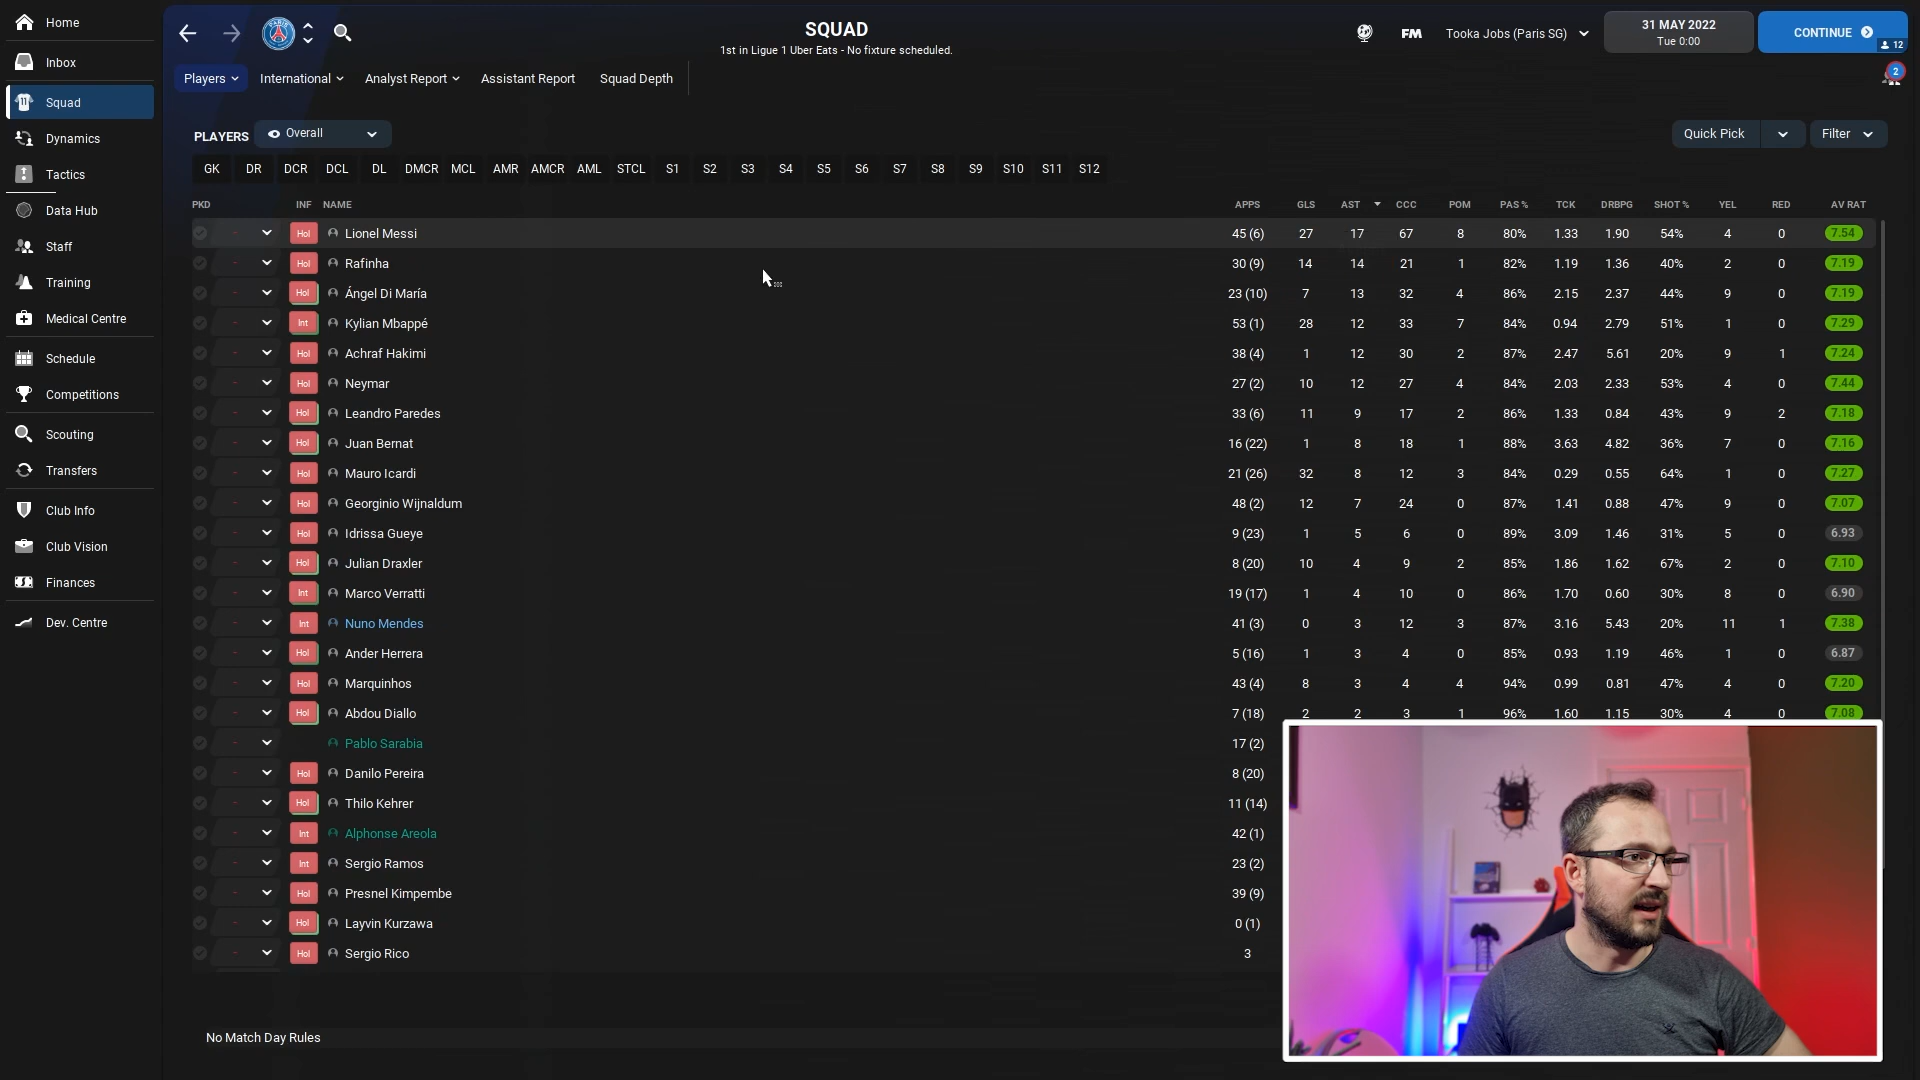 Home
Inbox
Squad
Dynamics
Tactics
Data Hub
Staff
Training
Medical Centre
Schedule
Competitions
Scouting
Transfers
Club Info
Club Vision
Finances
Dev. Centre
SQUAD
1st in Ligue 1 Uber Eats - No fixture scheduled.
FM
Tooka Jobs (Paris SG)
31 MAY 2022
Tue 0:00
CONTINUE
12
Players International Analyst Report Assistant Report Squad Depth
2
PLAYERS Overall
Quick Pick Filter
GK DR DCR DCL DL DMCR MCL AMR AMCR AML STCL S1 S2 S3 S4 S5 S6 S7 S8 S9 S10 S11 S12
PKD INF NAME APPS GLS AST CCC POM PAS % TCK DRBPG SHOT % YEL RED AV RAT
- Hol Lionel Messi 45 (6) 27 17 67 8 80% 1.33 1.90 54% 4 0 7.54
- Hol Rafinha 30 (9) 14 14 21 1 82% 1.19 1.36 40% 2 0 7.19
- Hol Ángel Di María 23 (10) 7 13 32 4 86% 2.15 2.37 44% 9 0 7.19
- Int Kylian Mbappé 53 (1) 28 12 33 7 84% 0.94 2.79 51% 1 0 7.29
- Hol Achraf Hakimi 38 (4) 1 12 30 2 87% 2.47 5.61 20% 9 1 7.24
- Hol Neymar 27 (2) 10 12 27 4 84% 2.03 2.33 53% 4 0 7.44
- Hol Leandro Paredes 33 (6) 11 9 17 2 86% 1.33 0.84 43% 9 2 7.18
- Hol Juan Bernat 16 (22) 1 8 18 1 88% 3.63 4.82 36% 7 0 7.16
- Hol Mauro Icardi 21 (26) 32 8 12 3 84% 0.29 0.55 64% 1 0 7.27
- Hol Georginio Wijnaldum 48 (2) 12 7 24 0 87% 1.41 0.88 47% 9 0 7.07
- Hol Idrissa Gueye 9 (23) 1 5 6 0 89% 3.09 1.46 31% 5 0 6.93
- Hol Julian Draxler 8 (20) 10 4 9 2 85% 1.86 1.62 67% 2 0 7.10
- Int Marco Verratti 19 (17) 1 4 10 0 86% 1.70 0.60 30% 8 0 6.90
- Int Nuno Mendes 41 (3) 0 3 12 3 87% 3.16 5.43 20% 11 1 7.38
- Hol Ander Herrera 5 (16) 1 3 4 0 85% 0.93 1.19 46% 1 0 6.87
- Hol Marquinhos 43 (4) 8 3 4 4 94% 0.99 0.81 47% 4 0 7.20
- Hol Abdou Diallo 7 (18) 2 2 3 1 96% 1.60 1.15 30% 4 0 7.08
- Pablo Sarabia 17 (2)
- Hol Danilo Pereira 8 (20)
- Hol Thilo Kehrer 11 (14)
- Int Alphonse Areola 42 (1)
- Int Sergio Ramos 23 (2)
- Hol Presnel Kimpembe 39 (9)
- Hol Layvin Kurzawa 0 (1)
- Hol Sergio Rico 3
No Match Day Rules